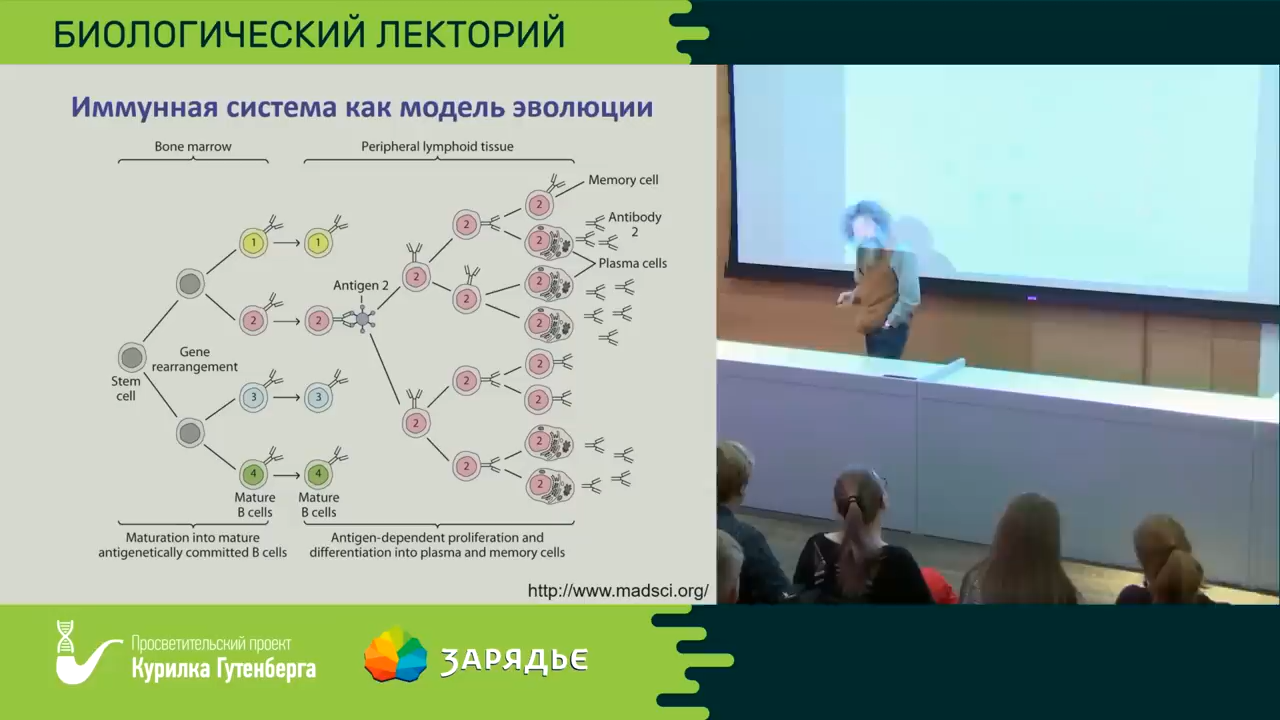 БИОЛОГИЧЕСКИЙ ЛЕКТОРИЙ
Иммунная система как модель эволюции
Bone marrow
Peripheral lymphoid tissue
Memory cell
Antibody
2
Plasma cells
Antigen 2
Gene
rearrangement
Stem
cell
1
1
2
2
3
3
4
4
2
2
2
2
2
2
2
2
2
2
2
2
2
2
Mature
B cells
Mature
B cells
Maturation into mature
antigenetically committed B cells
Antigen-dependent proliferation and
differentiation into plasma and memory cells
http://www.madsci.org/
Просветительский проект
Курилка Гутенберга
ЗАРЯДЬЕ